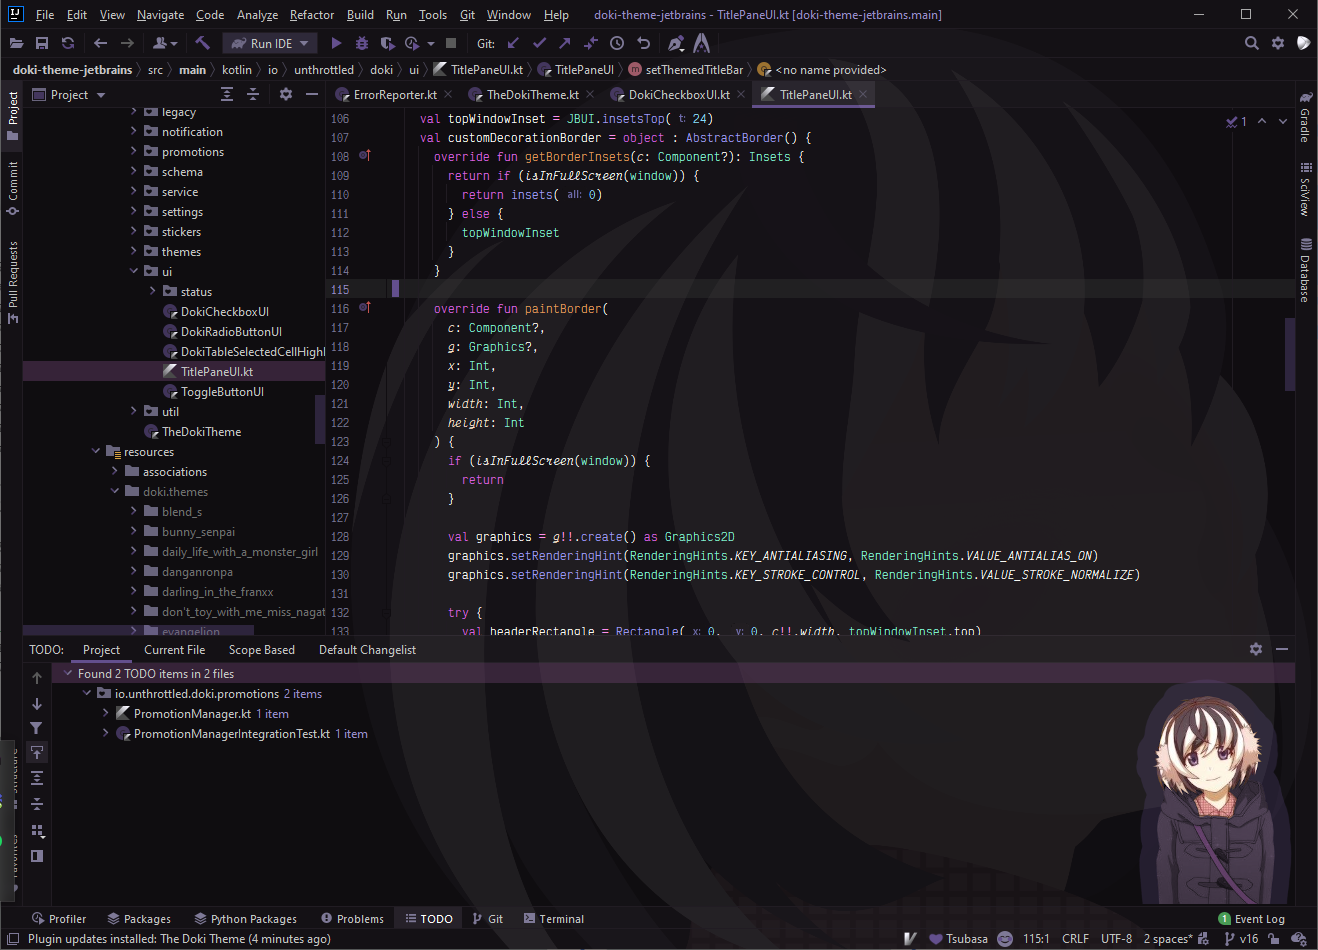 IJ File Edit View Navigate Code Analyze Refactor Build Run Tools Git Window Help doki-theme-jetbrains - TitlePaneUI.kt [doki-theme-jetbrains.main]
Run IDE Git:
doki-theme-jetbrains src main kotlin io unthrottled doki ui TitlePaneUI.kt TitlePaneUI m setThemedTitleBar <no name provided>
Project
ErrorReporter.kt TheDokiTheme.kt DokiCheckboxUI.kt TitlePaneUI.kt
Project
Commit
Pull Requests
Structure
Favorites
legacy
notification
promotions
schema
service
settings
stickers
themes
ui
status
DokiCheckboxUI
DokiRadioButtonUI
DokiTableSelectedCellHighl
TitlePaneUI.kt
ToggleButtonUI
util
TheDokiTheme
resources
associations
doki.themes
blend_s
bunny_senpai
daily_life_with_a_monster_girl
danganronpa
darling_in_the_franxx
don't_toy_with_me_miss_nagat
evangelion
106 val topWindowInset = JBUI.insetsTop( t: 24)
107 val customDecorationBorder = object : AbstractBorder() {
108 override fun getBorderInsets(c: Component?): Insets {
109 return if (isInFullScreen(window)) {
110 return insets( all: 0)
111 } else {
112 topWindowInset
113 }
114 }
115
116 override fun paintBorder(
117 c: Component?,
118 g: Graphics?,
119 x: Int,
120 y: Int,
121 width: Int,
122 height: Int
123 ) {
124 if (isInFullScreen(window)) {
125 return
126 }
127
128 val graphics = g!!.create() as Graphics2D
129 graphics.setRenderingHint(RenderingHints.KEY_ANTIALIASING, RenderingHints.VALUE_ANTIALIAS_ON)
130 graphics.setRenderingHint(RenderingHints.KEY_STROKE_CONTROL, RenderingHints.VALUE_STROKE_NORMALIZE)
131
132 try {
133 val headerRectangle = Rectangle( x: 0, y: 0, c!!.width, topWindowInset.top)
1
Gradle
SciView
Database
TODO: Project Current File Scope Based Default Changelist
Found 2 TODO items in 2 files
io.unthrottled.doki.promotions 2 items
PromotionManager.kt 1 item
PromotionManagerIntegrationTest.kt 1 item
Profiler Packages Python Packages Problems TODO Git Terminal 1 Event Log
Plugin updates installed: The Doki Theme (4 minutes ago) Tsubasa 115:1 CRLF UTF-8 2 spaces* v16